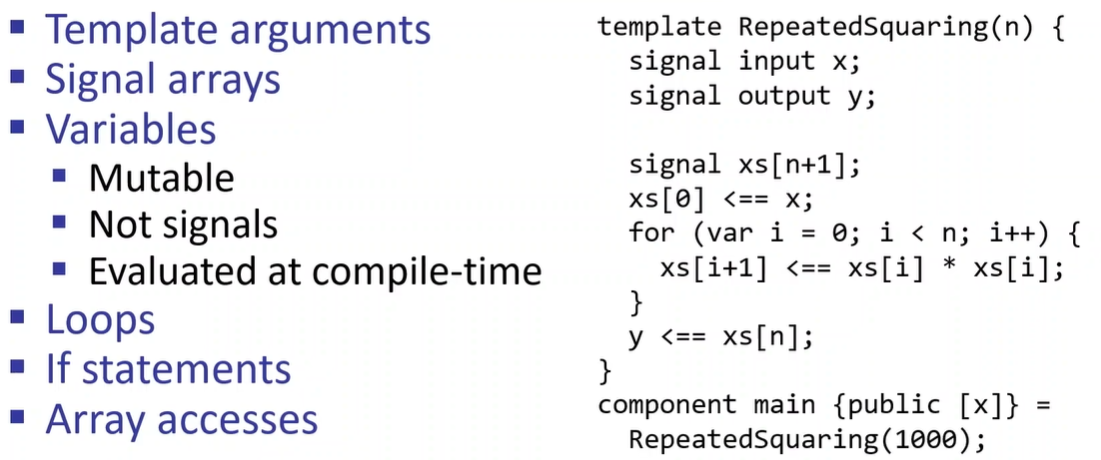 ▪ Template arguments
▪ Signal arrays
▪ Variables
▪ Mutable
▪ Not signals
▪ Evaluated at compile-time
▪ Loops
▪ If statements
▪ Array accesses
template RepeatedSquaring(n) {
  signal input x;
  signal output y;

  signal xs[n+1];
  xs[0] <== x;
  for (var i = 0; i < n; i++) {
    xs[i+1] <== xs[i] * xs[i];
  }
  y <== xs[n];
}
component main {public [x]} =
  RepeatedSquaring(1000);